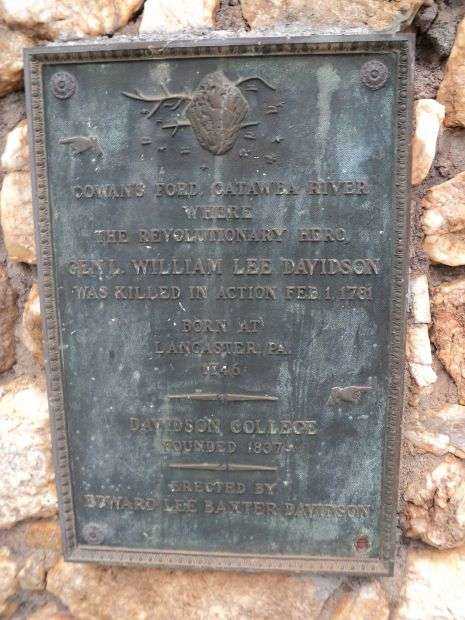 COWAN'S FORD, CATAWBA RIVER
WHERE
THE REVOLUTIONARY HERO,
GEN'L WILLIAM LEE DAVIDSON
WAS KILLED IN ACTION FEB. 1, 1781
BORN AT
LANCASTER, PA.
1746
DAVIDSON COLLEGE
FOUNDED 1837
ERECTED BY
EDWARD LEE BAXTER DAVIDSON